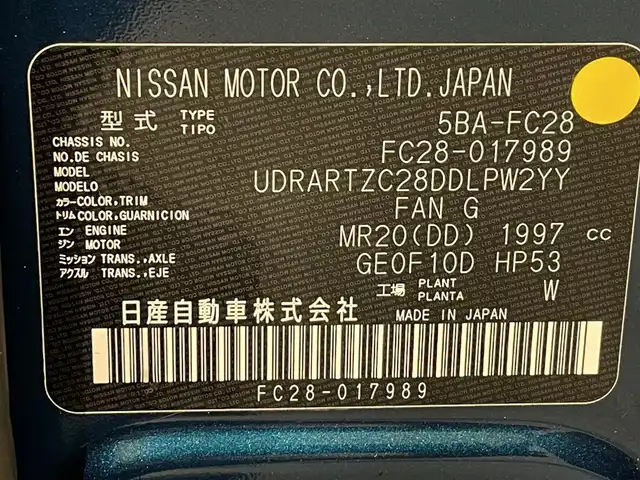 NISSAN MOTOR CO.,LTD.JAPAN
型式 TYPE TIPO 5BA-FC28
CHASSIS NO. NO.DE CHASIS FC28-017989
MODEL MODELO UDRARTZC28DDLPW2YY
カラー COLOR,TRIM トリム COLOR,GUARNICION FAN G
エンジン ENGINE MOTOR MR20(DD) 1997 cc
ミッション TRANS.,AXLE アクスル TRANS.,EJE GE0F10D HP53
工場 PLANT PLANTA W
日産自動車株式会社 MADE IN JAPAN
FC28-017989